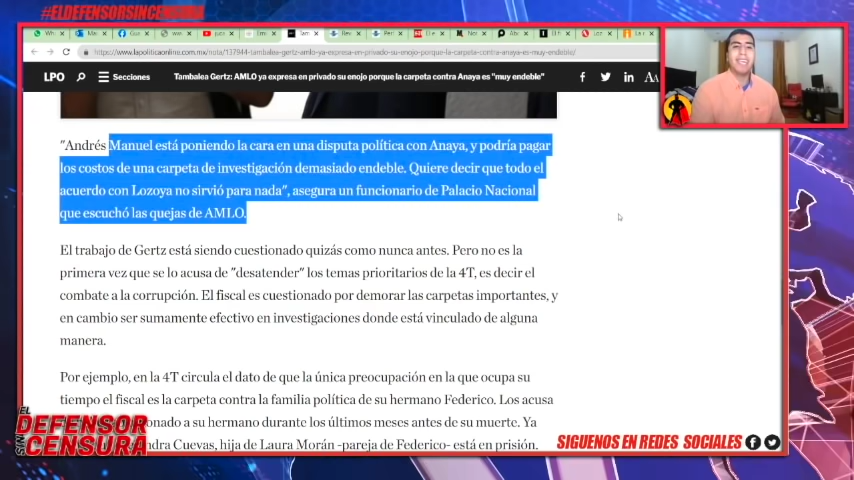 #ELDEFENSORSINCENSURA
https://www.lapoliticaonline.com.mx/nota/137944-tambalea-gertz-amlo-ya-expresa-en-privado-su-enojo-porque-la-carpeta-contra-anaya-es-muy-endeble/
LPO Secciones Tambalea Gertz: AMLO ya expresa en privado su enojo porque la carpeta contra Anaya es "muy endeble"
"Andrés Manuel está poniendo la cara en una disputa política con Anaya, y podría pagar
los costos de una carpeta de investigación demasiado endeble. Quiere decir que todo el
acuerdo con Lozoya no sirvió para nada", asegura un funcionario de Palacio Nacional
que escuchó las quejas de AMLO.
El trabajo de Gertz está siendo cuestionado quizás como nunca antes. Pero no es la
primera vez que se lo acusa de "desatender" los temas prioritarios de la 4T, es decir el
combate a la corrupción. El fiscal es cuestionado por demorar las carpetas importantes, y
en cambio ser sumamente efectivo en investigaciones donde está vinculado de alguna
manera.
Por ejemplo, en la 4T circula el dato de que la única preocupación en la que ocupa su
tiempo el fiscal es la carpeta contra la familia política de su hermano Federico. Los acusa
a su hermano durante los últimos meses antes de su muerte. Ya
Cuevas, hija de Laura Morán -pareja de Federico- está en prisión.
EL
DEFENSOR
SIN CENSURA
SIGUENOS EN REDES SOCIALES